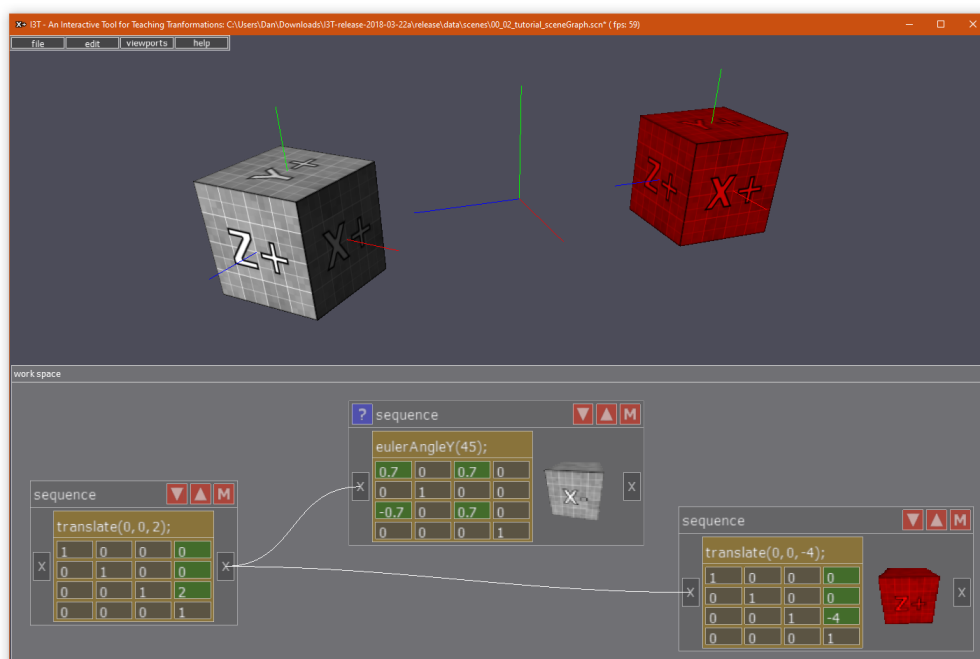 I3T - An Interactive Tool for Teaching Tranformations: C:\Users\Dan\Downloads\I3T-release-2018-03-22a\release\data\scenes\00_02_tutorial_sceneGraph.scn* ( fps: 59)
file edit viewports help
Y+
Z+ X+
Y+
Z+ X+
work space
? sequence M
eulerAngleY(45);
0.7 0 0.7 0
0 1 0 0
-0.7 0 0.7 0
0 0 0 1
X X
X+
sequence M
translate(0, 0, 2);
1 0 0 0
0 1 0 0
0 0 1 2
0 0 0 1
X X
sequence M
translate(0, 0, -4);
1 0 0 0
0 1 0 0
0 0 1 -4
0 0 0 1
X X
Z+